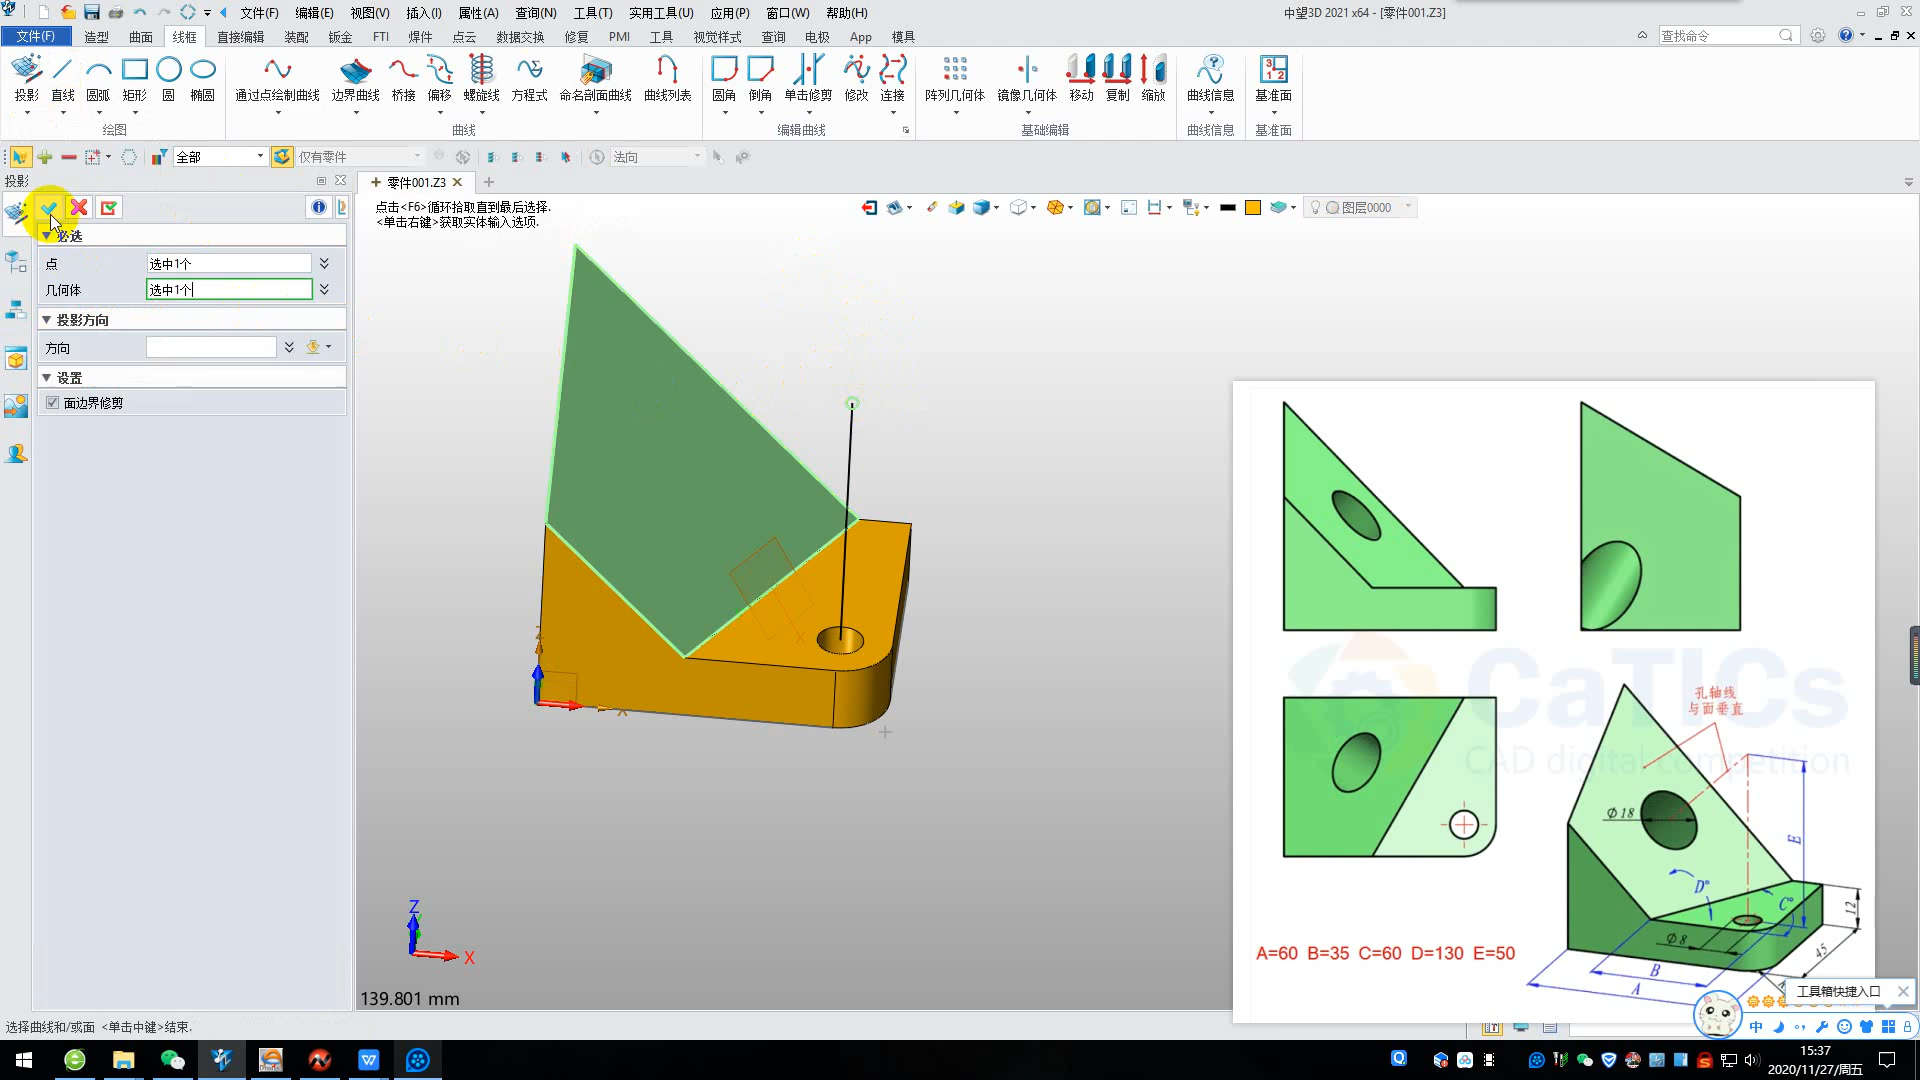 文件(F) 编辑(E) 视图(V) 插入(I) 属性(A) 查询(N) 工具(T) 实用工具(U) 应用(P) 窗口(W) 帮助(H) 中望3D 2021 x64 - [零件001.Z3]
文件(F) 造型 曲面 线框 直接编辑 装配 钣金 FTI 焊件 点云 数据交换 修复 PMI 工具 视觉样式 查询 电极 App 模具 查找命令
投影 直线 圆弧 矩形 圆 椭圆 通过点绘制曲线 边界曲线 桥接 偏移 螺旋线 方程式 命名剖面曲线 曲线列表 圆角 倒角 单击修剪 修改 连接 阵列几何体 镜像几何体 移动 复制 缩放 曲线信息 基准面
绘图 曲线 编辑曲线 基础编辑 曲线信息 基准面
全部 仅有零件 法向
投影 零件001.Z3
点击<F6>循环拾取直到最后选择.
<单击右键>获取实体输入选项.
图层0000
必选
点 选中1个
几何体 选中1个
投影方向
方向
设置
面边界修剪
孔轴线
与面垂直
CaTICs
CAD digital competition
Φ18
E
D°
C°
12
Φ8
45
B
A
A=60 B=35 C=60 D=130 E=50
Z
X
X
139.801 mm
工具箱快捷入口
选择曲线和/或面 <单击中键>结束.
中
15:37
2020/11/27/周五